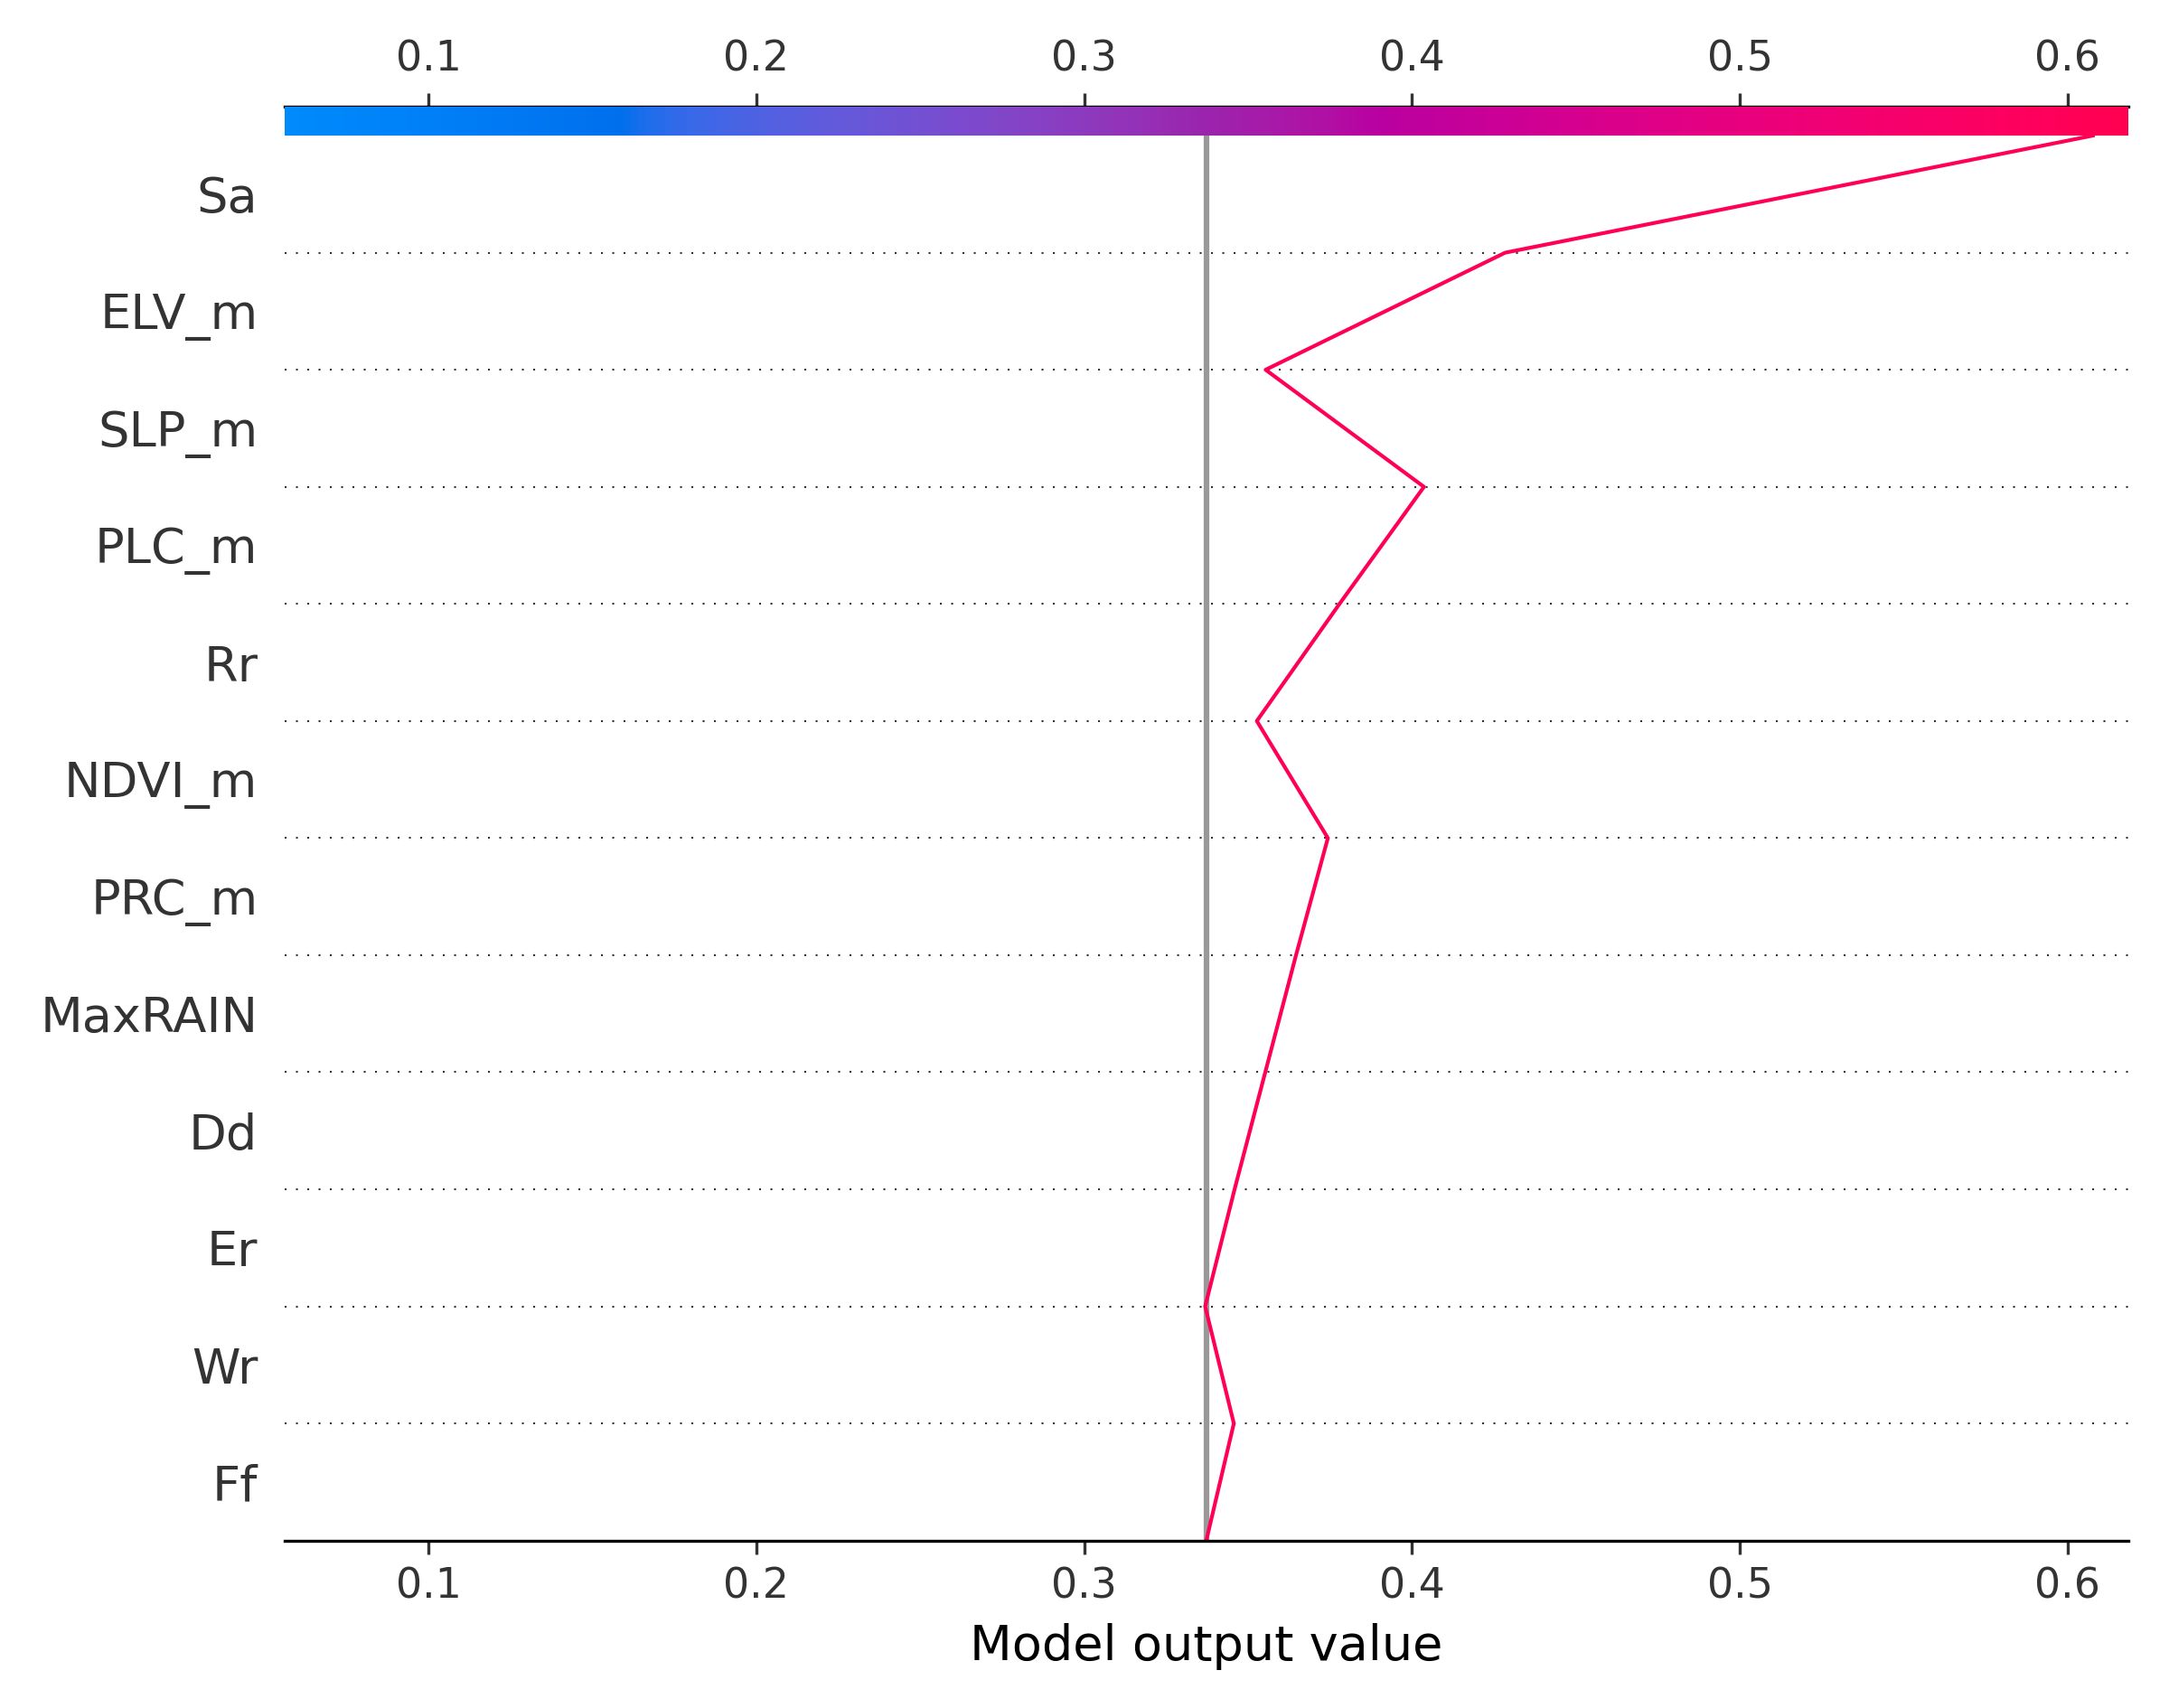 0.1 0.2 0.3 0.4 0.5 0.6
Sa
ELV_m
SLP_m
PLC_m
Rr
NDVI_m
PRC_m
MaxRAIN
Dd
Er
Wr
Ff
0.1 0.2 0.3 0.4 0.5 0.6
Model output value